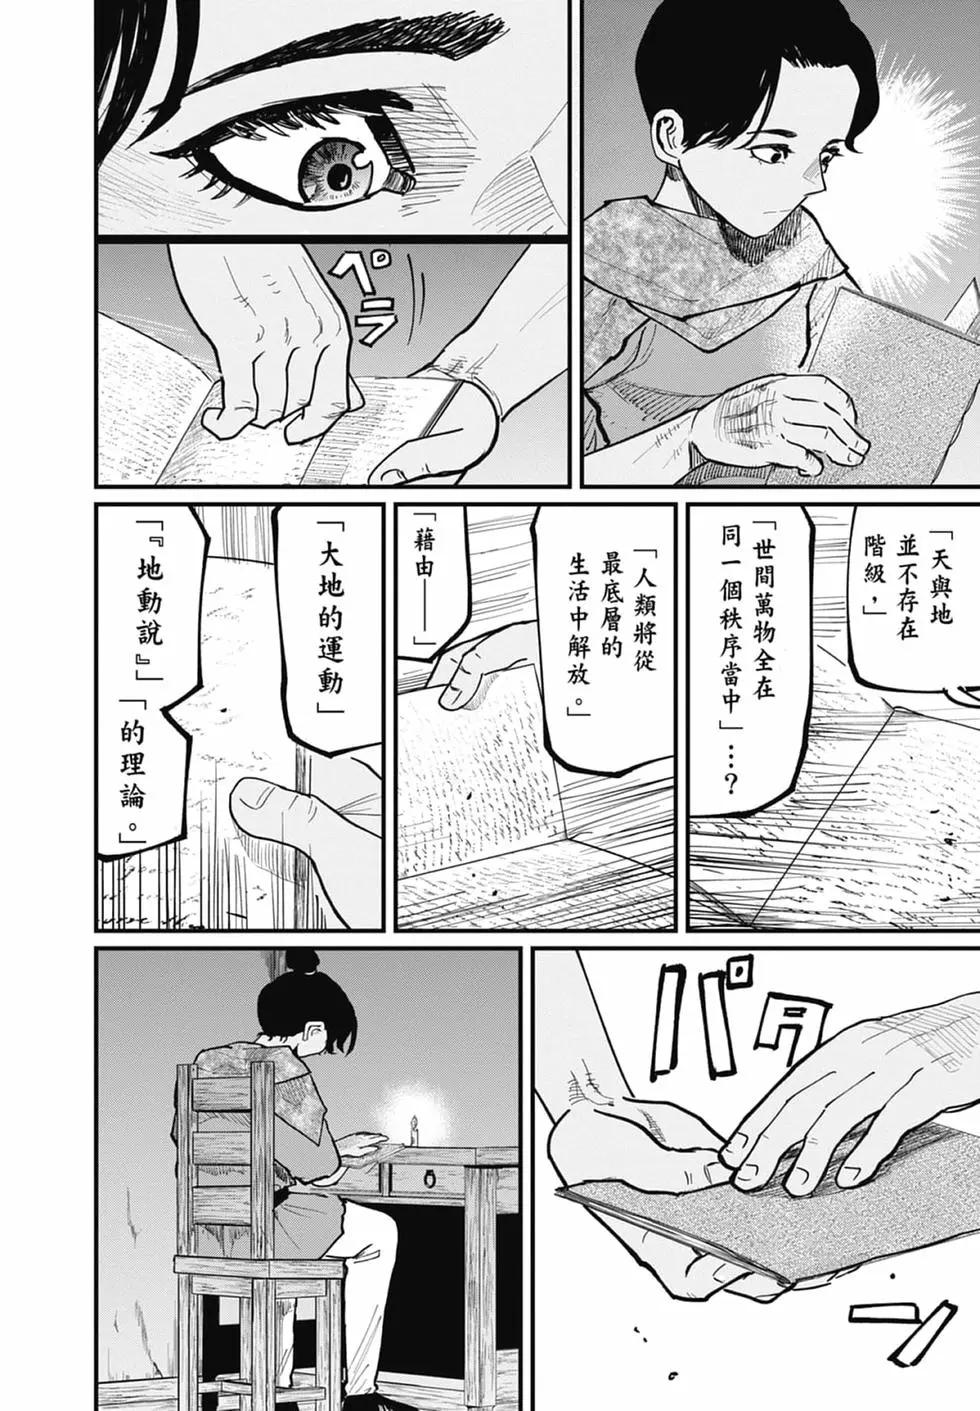 ペラ
「天與地
並不存在
階級，」
「世間萬物全在
同一個秩序當中」…？
「人類將從
最底層的
生活中解放。」
「藉由——」
「大地的運動」
「『地動說』」
「的理論。」
パタン